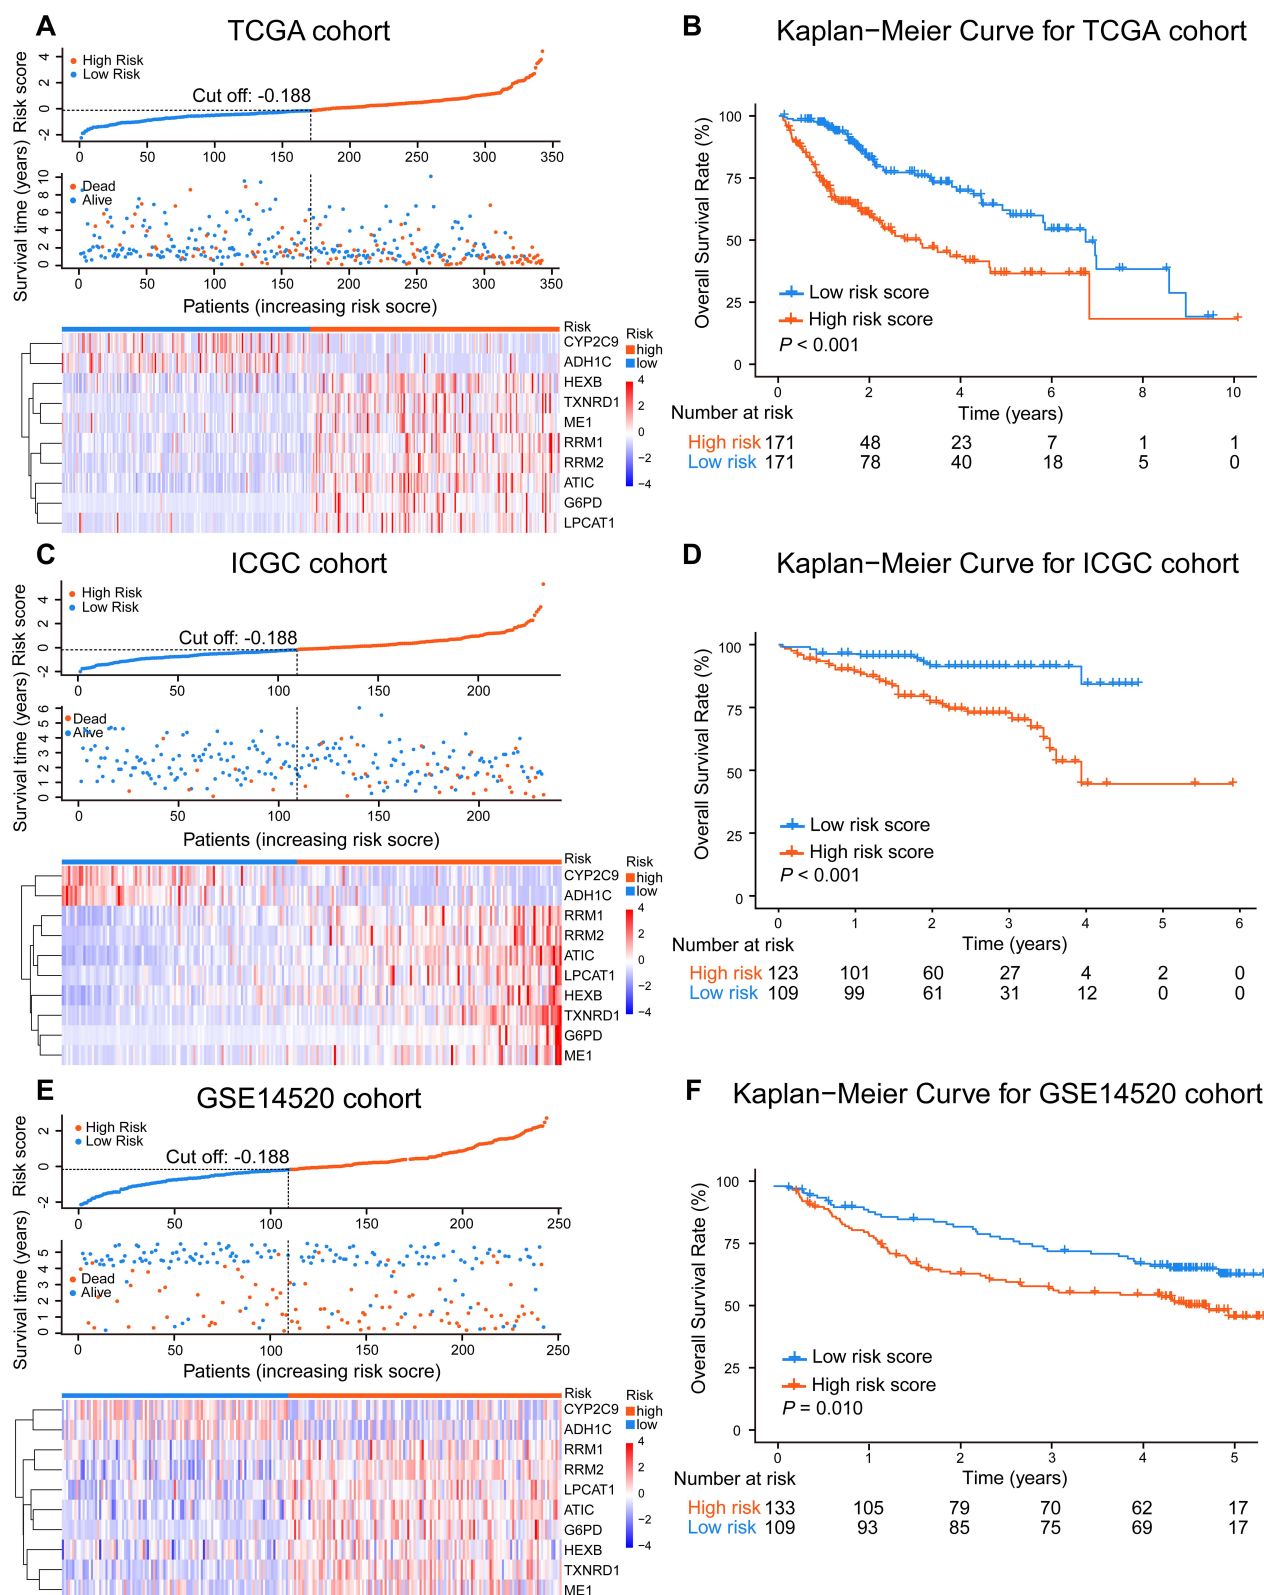 A
TCGA cohort
Risk score
4
2
0
-2
High Risk
Low Risk
Cut off: -0.188
0 50 100 150 200 250 300 350
Survival time (years)
10
8
6
4
2
0
Dead
Alive
0 50 100 150 200 250 300 350
Patients (increasing risk socre)
Risk
CYP2C9
ADH1C
HEXB
TXNRD1
ME1
RRM1
RRM2
ATIC
G6PD
LPCAT1
Risk
high
low
4
2
0
−2
−4
B
Kaplan−Meier Curve for TCGA cohort
Overall Survival Rate (%)
100
75
50
25
0
Low risk score
High risk score
P < 0.001
0 2 4 6 8 10
Number at risk
Time (years)
High risk 171 48 23 7 1 1
Low risk 171 78 40 18 5 0
C
ICGC cohort
Risk score
4
2
0
-2
High Risk
Low Risk
Cut off: -0.188
0 50 100 150 200
Survival time (years)
6
5
4
3
2
1
0
Dead
Alive
0 50 100 150 200
Patients (increasing risk socre)
Risk
CYP2C9
ADH1C
RRM1
RRM2
ATIC
LPCAT1
HEXB
TXNRD1
G6PD
ME1
Risk
high
low
4
2
0
−2
−4
D
Kaplan−Meier Curve for ICGC cohort
Overall Survival Rate (%)
100
75
50
25
0
Low risk score
High risk score
P < 0.001
0 1 2 3 4 5 6
Number at risk
Time (years)
High risk 123 101 60 27 4 2 0
Low risk 109 99 61 31 12 0 0
E
GSE14520 cohort
Risk score
2
0
-2
High Risk
Low Risk
Cut off: -0.188
0 50 100 150 200 250
Survival time (years)
5
4
3
2
1
0
Dead
Alive
0 50 100 150 200 250
Patients (increasing risk socre)
Risk
CYP2C9
ADH1C
RRM1
RRM2
LPCAT1
ATIC
G6PD
HEXB
TXNRD1
ME1
Risk
high
low
4
2
0
−2
−4
F
Kaplan−Meier Curve for GSE14520 cohort
Overall Survival Rate (%)
100
75
50
25
0
Low risk score
High risk score
P = 0.010
0 1 2 3 4 5
Number at risk
Time (years)
High risk 133 105 79 70 62 17
Low risk 109 93 85 75 69 17